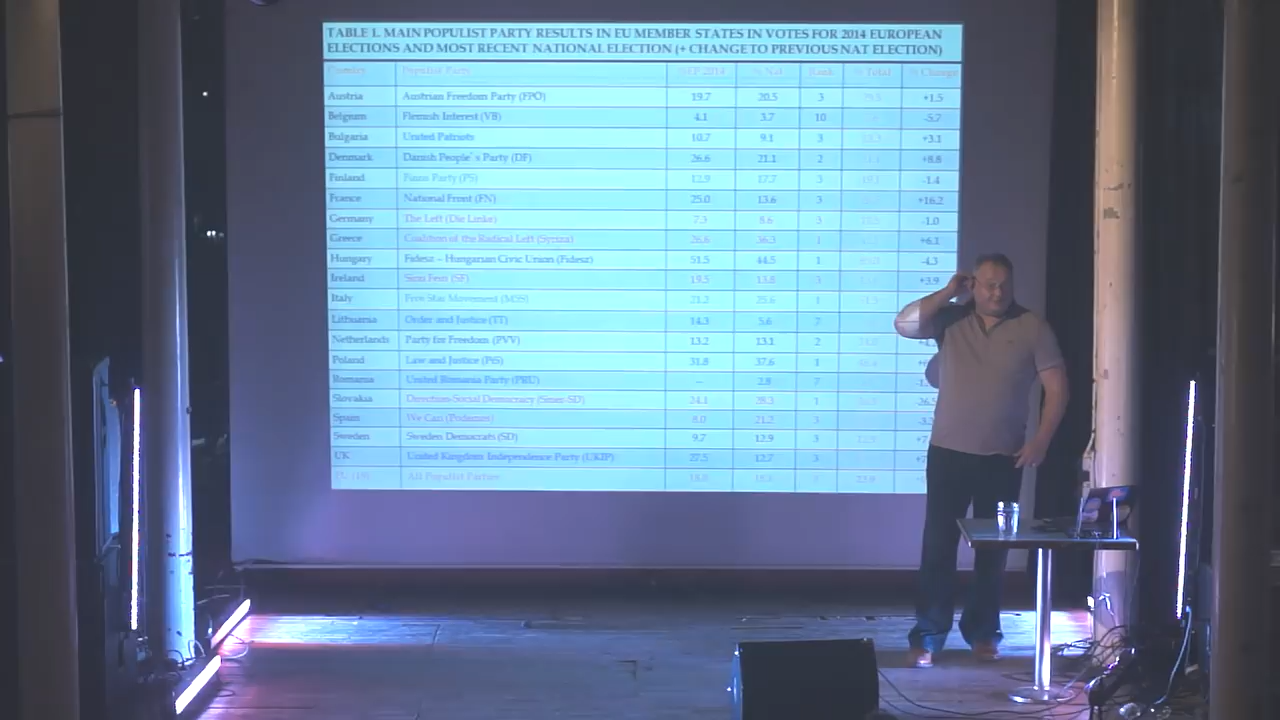 TABLE 1. MAIN POPULIST PARTY RESULTS IN EU MEMBER STATES IN VOTES FOR 2014 EUROPEAN
ELECTIONS AND MOST RECENT NATIONAL ELECTION (+ CHANGE TO PREVIOUS NAT ELECTION)
Country Populist Party % EP 2014 % Nat Rank % Total % Change
Austria Austrian Freedom Party (FPÖ) 19.7 20.5 3 +1.5
Belgium Flemish Interest (VB) 4.1 3.7 10 -5.7
Bulgaria United Patriots 10.7 9.1 3 +3.1
Denmark Danish People´s Party (DF) 26.6 21.1 2 +8.8
Finland Finns Party (PS) 12.9 17.7 3 -1.4
France National Front (FN) 25.0 13.6 3 +16.2
Germany The Left (Die Linke) 7.3 8.6 3 -1.0
Greece Coalition of the Radical Left (Syriza) 26.6 36.3 1 +6.1
Hungary Fidesz – Hungarian Civic Union (Fidesz) 51.5 44.5 1 -4.3
Ireland Sinn Fein (SF) 19.5 13.8 3 +3.9
Italy Five Star Movement (M5S) 21.2 25.6 1
Lithuania Order and Justice (TT) 14.3 5.6 7
Netherlands Party for Freedom (PVV) 13.2 13.1 2
Poland Law and Justice (PiS) 31.8 37.6 1
Romania United Romania Party (PRU) – 2.8 7
Slovakia Direction-Social Democracy (Smer-SD) 24.1 28.3 1
Spain We Can (Podemos) 8.0 21.2 3
Sweden Sweden Democrats (SD) 9.7 12.9 3 +7
UK United Kingdom Independence Party (UKIP) 27.5 12.7 3
All Populist Parties